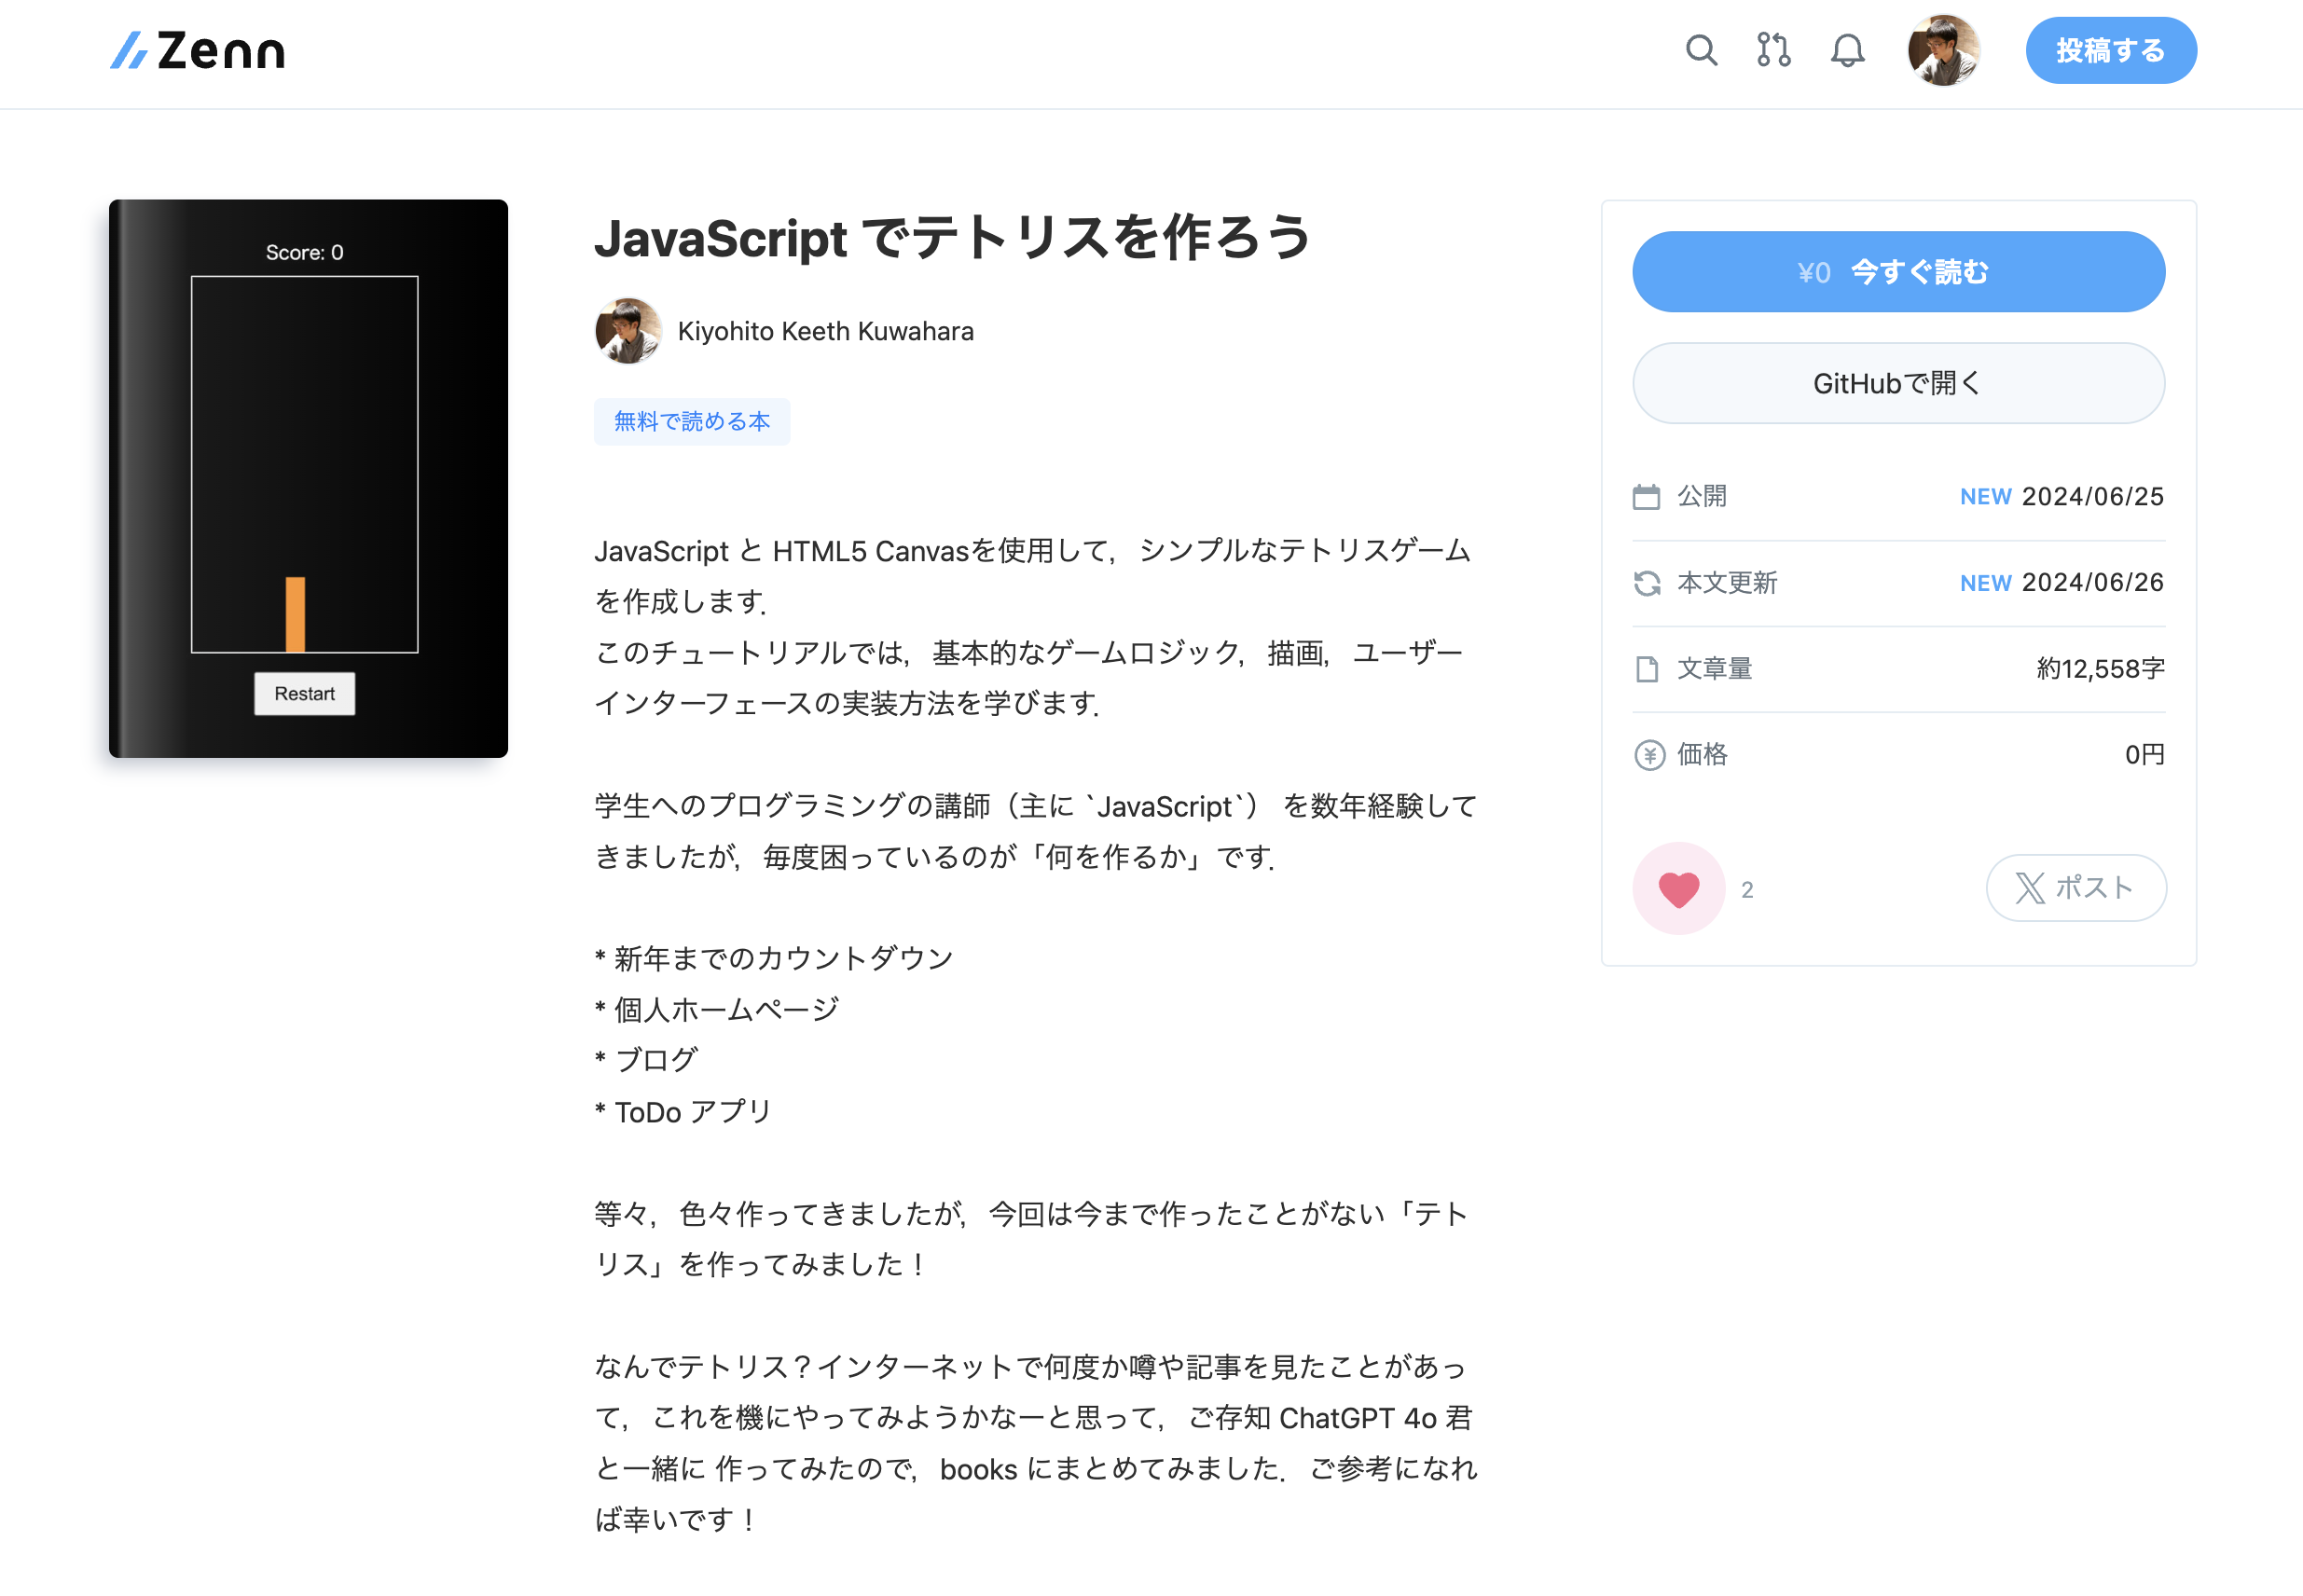 Zenn
投稿する
Score: 0
Restart
JavaScript でテトリスを作ろう
Kiyohito Keeth Kuwahara
無料で読める本
JavaScript と HTML5 Canvasを使用して，シンプルなテトリスゲーム
を作成します．
このチュートリアルでは，基本的なゲームロジック，描画，ユーザー
インターフェースの実装方法を学びます．
学生へのプログラミングの講師（主に `JavaScript`） を数年経験して
きましたが，毎度困っているのが「何を作るか」です．
* 新年までのカウントダウン
* 個人ホームページ
* ブログ
* ToDo アプリ
等々，色々作ってきましたが，今回は今まで作ったことがない「テト
リス」を作ってみました！
なんでテトリス？インターネットで何度か噂や記事を見たことがあっ
て，これを機にやってみようかなーと思って，ご存知 ChatGPT 4o 君
と一緒に 作ってみたので，books にまとめてみました．ご参考になれ
ば幸いです！
¥0 今すぐ読む
GitHubで開く
公開 NEW 2024/06/25
本文更新 NEW 2024/06/26
文章量 約12,558字
価格 0円
2
ポスト